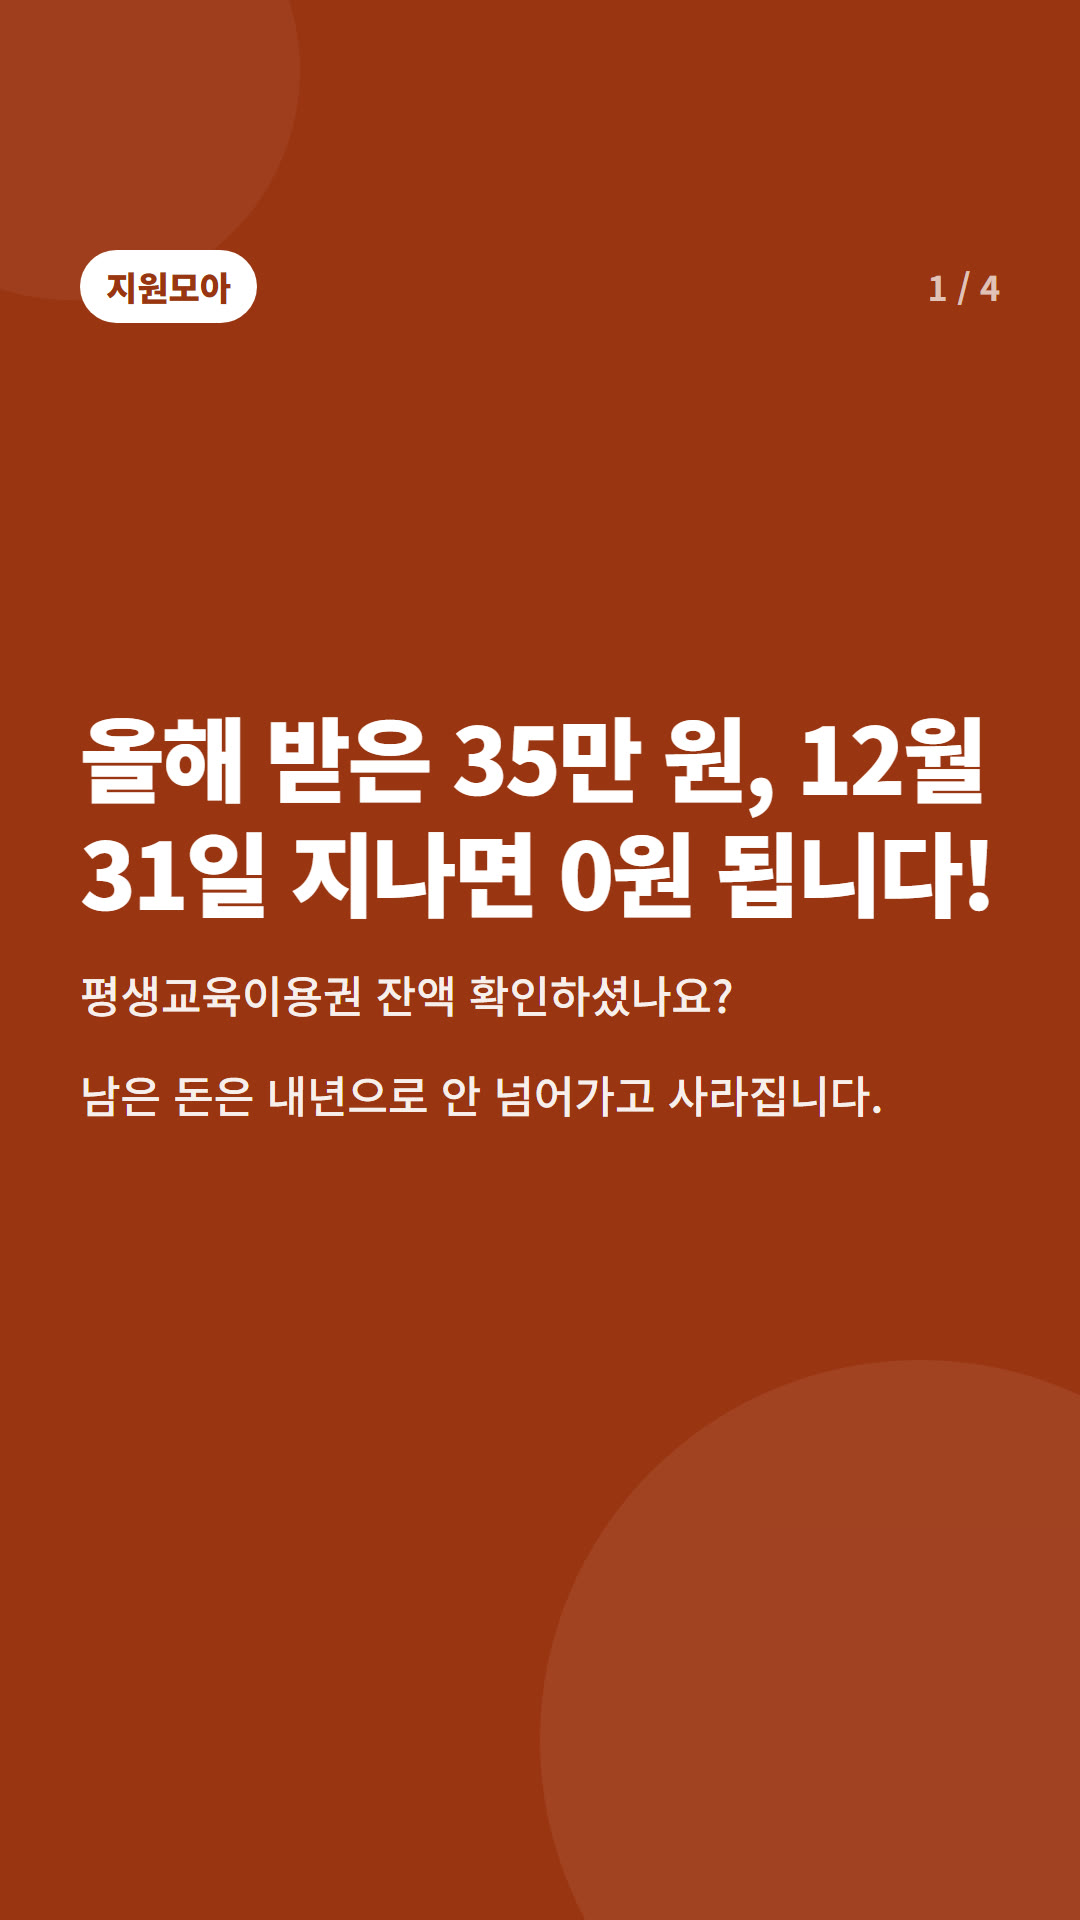 지원모아
1 / 4
올해 받은 35만 원, 12월
31일 지나면 0원 됩니다!
평생교육이용권 잔액 확인하셨나요?
남은 돈은 내년으로 안 넘어가고 사라집니다.